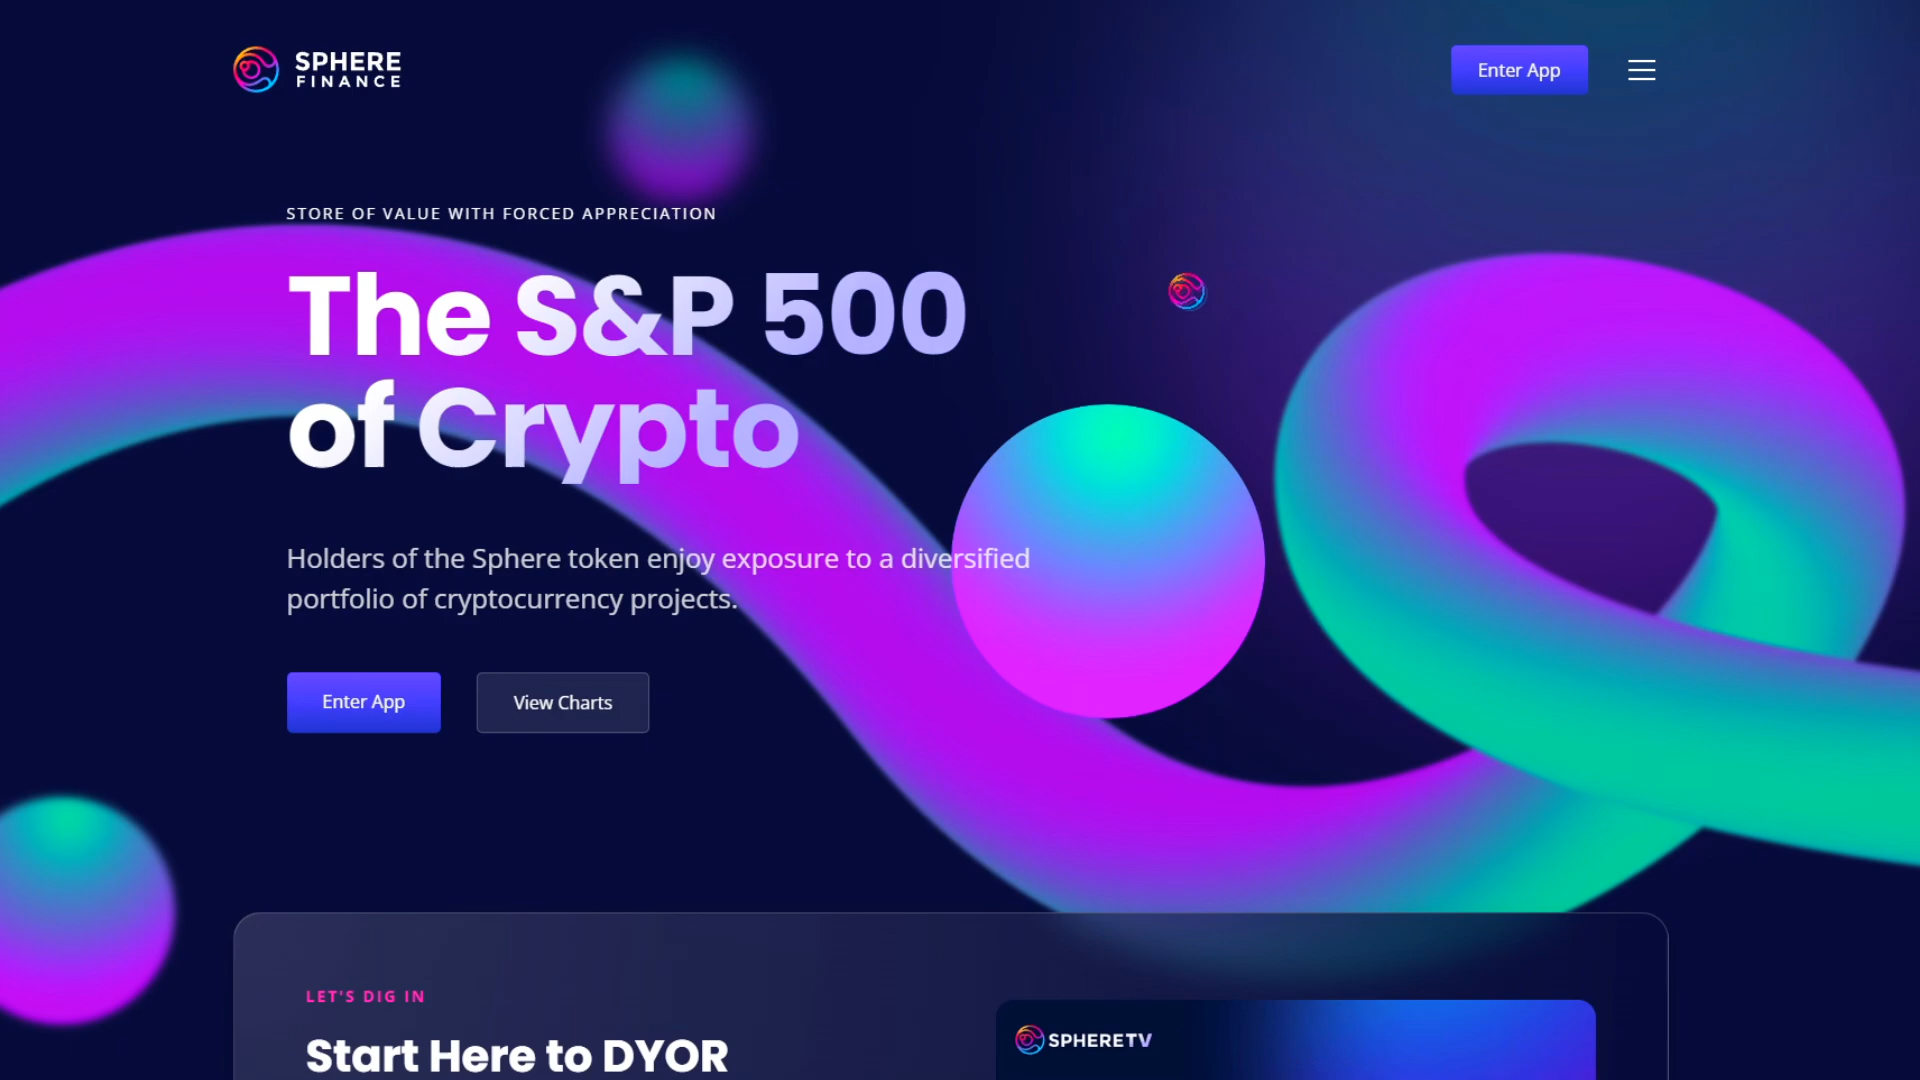 SPHERE
FINANCE
Enter App
STORE OF VALUE WITH FORCED APPRECIATION
The S&P 500
of Crypto
Holders of the Sphere token enjoy exposure to a diversified
portfolio of cryptocurrency projects.
Enter App
View Charts
LET'S DIG IN
Start Here to DYOR
SPHERETV